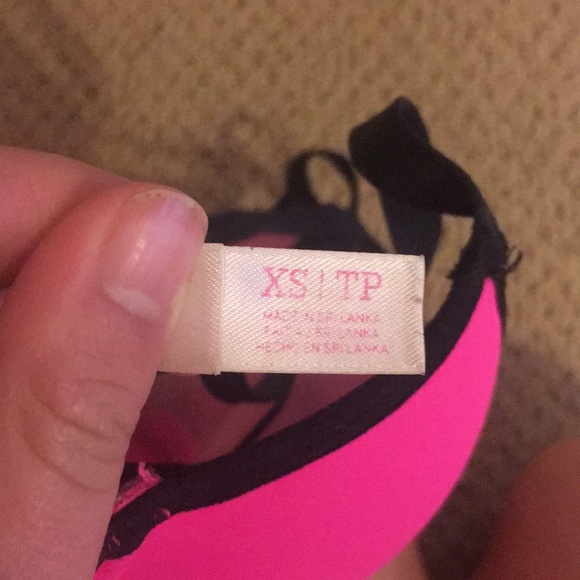 XS | TP
MADE IN SRI LANKA
FAIT AU SRI LANKA
HECHO EN SRI LANKA